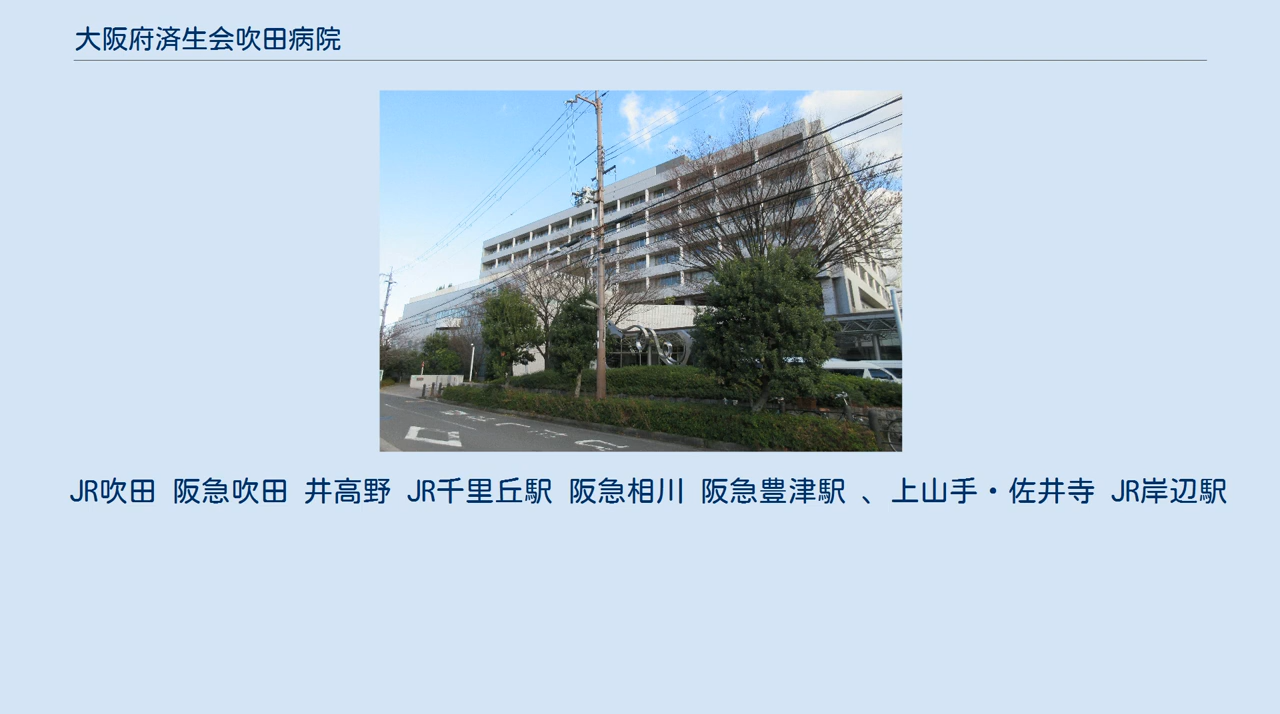 大阪府済生会吹田病院
JR吹田 阪急吹田 井高野 JR千里丘駅 阪急相川 阪急豊津駅 、上山手・佐井寺 JR岸辺駅